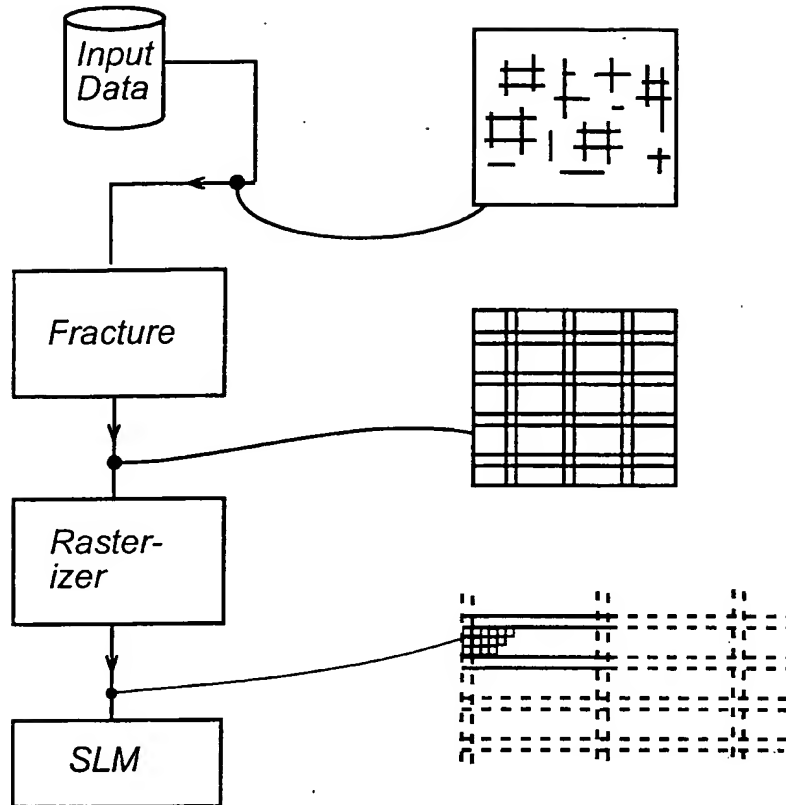 Input
Data
Fracture
Raster-
izer
SLM